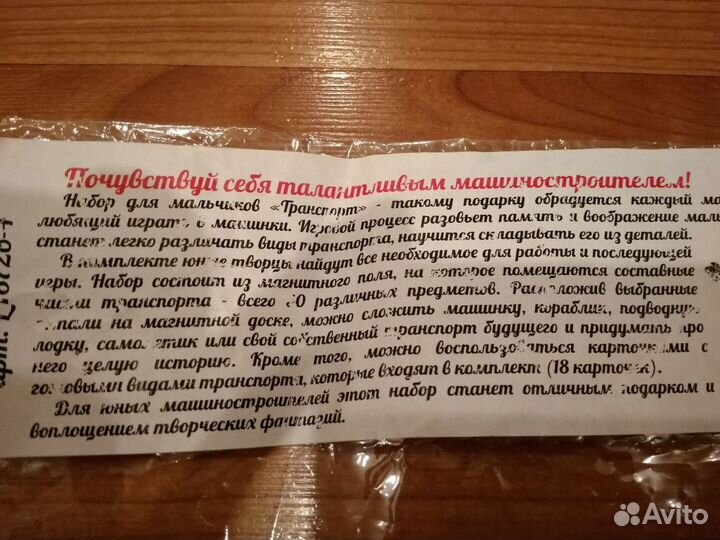 Почувствуй себя талантливым машиностроителем!
Набор для мальчиков «Транспорт» - такому подарку обрадуется каждый ма
любящий играть в машинки. Игровой процесс разовьет память и воображение мал
станет легко различать виды транспорта, научится складывать его из деталей.
В комплекте юные творцы найдут все необходимое для работы и последующей
игры. Набор состоит из магнитного поля, на которое помещаются составные
части транспорта - всего 0 различных предметов. Расположив выбранные
детали на магнитной доске, можно сложить машинку, кораблик, подводную
лодку, самолетик или свой собственный транспорт будущего и придумать про
него целую историю. Кроме того, можно воспользоваться карточками с
готовыми видами транспорта, которые входят в комплект (18 карточек).
Для юных машиностроителей этот набор станет отличным подарком и
воплощением творческих фантазий.
арт.
Avito